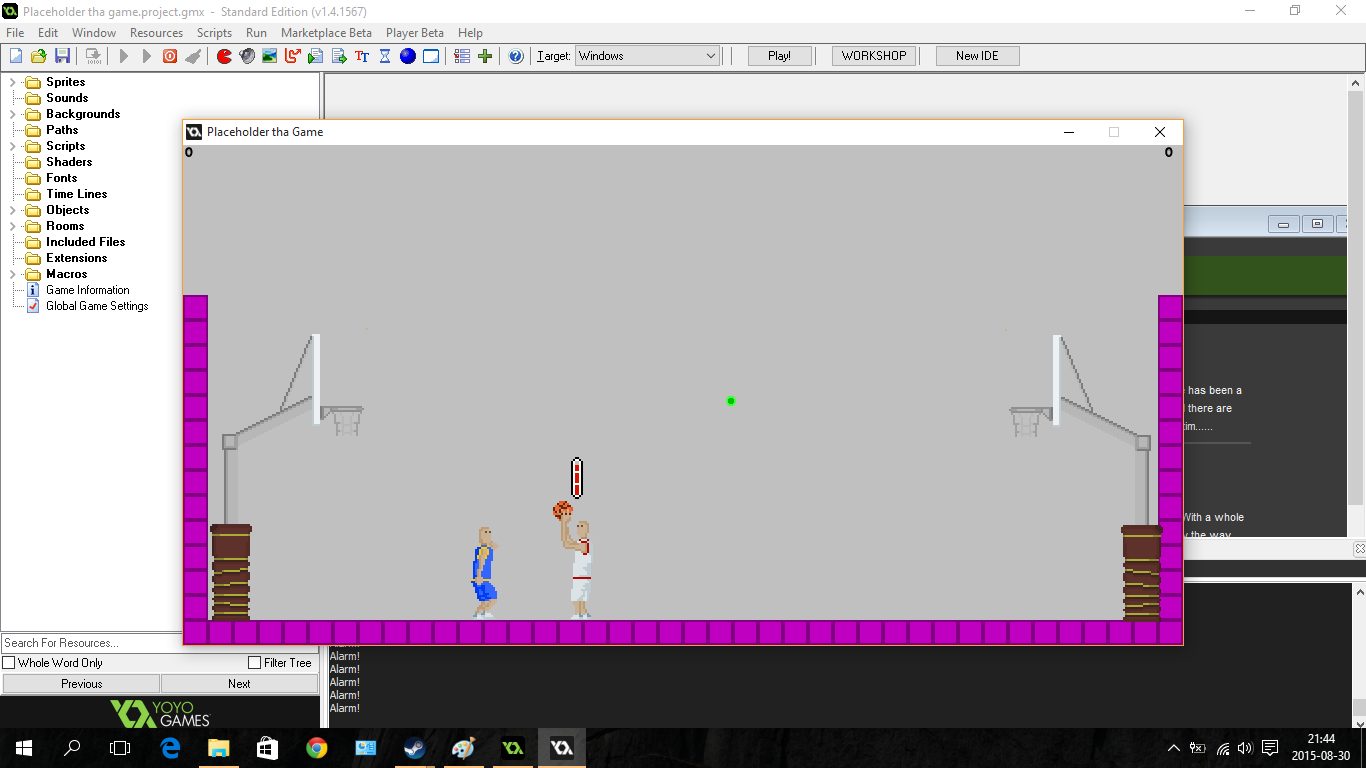 Placeholder tha game.project.gmx - Standard Edition (v1.4.1567)
File Edit Window Resources Scripts Run Marketplace Beta Player Beta Help
TT Target: Windows Play! WORKSHOP New IDE
Sprites
Sounds
Backgrounds
Paths
Scripts
Shaders
Fonts
Time Lines
Objects
Rooms
Included Files
Extensions
Macros
Game Information
Global Game Settings
Placeholder tha Game
0 0
has been a
there are
tim......
With a whole
the way
Search For Resources...
Whole Word Only Filter Tree
Previous Next
YOYO
GAMES
Alarm!
Alarm!
Alarm!
Alarm!
Alarm!
21:44
2015-08-30